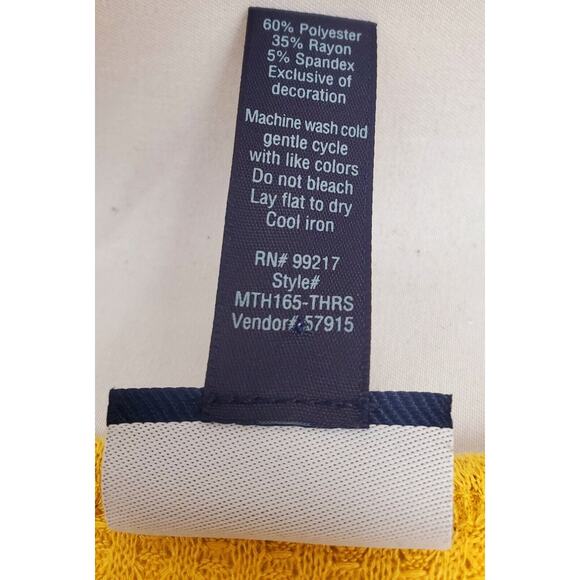 60% Polyester
35% Rayon
5% Spandex
Exclusive of
decoration
Machine wash cold
gentle cycle
with like colors
Do not bleach
Lay flat to dry
Cool iron
RN# 99217
Style#
MTH165-THRS
Vendor# 57915